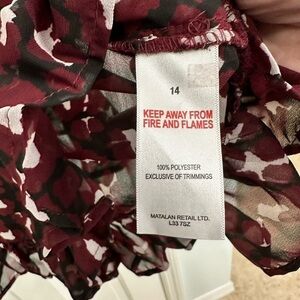 14
KEEP AWAY FROM
FIRE AND FLAMES
100% POLYESTER
EXCLUSIVE OF TRIMMINGS
MATALAN RETAIL LTD.
L33 7SZ